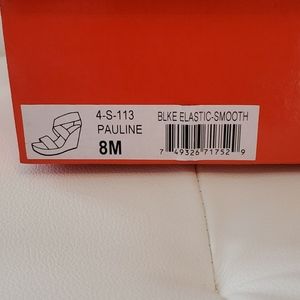 4-S-113
PAULINE
8M
BLKE ELASTIC-SMOOTH
7 49326 71752 9